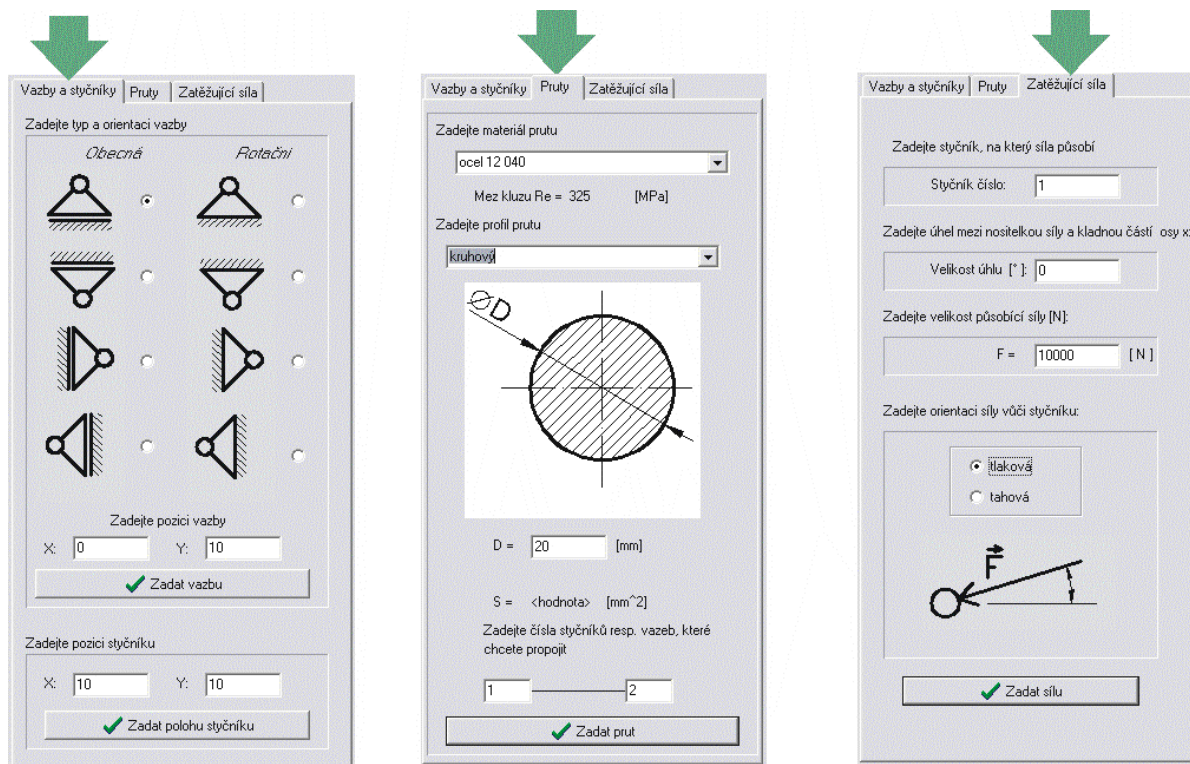 Vazby a styčníky Pruty Zatěžující síla
Zadejte typ a orientaci vazby
Obecná Rotační
Zadejte pozici vazby
X: 0 Y: 10
Zadat vazbu
Zadejte pozici styčníku
X: 10 Y: 10
Zadat polohu styčníku
Vazby a styčníky Pruty Zatěžující síla
Zadejte materiál prutu
ocel 12 040
Mez kluzu Re = 325 [MPa]
Zadejte profil prutu
kruhový
ØD
D = 20 [mm]
S = <hodnota> [mm^2]
Zadejte čísla styčníků resp. vazeb, které
chcete propojit
1 2
Zadat prut
Vazby a styčníky Pruty Zatěžující síla
Zadejte styčník, na který síla působí
Styčník číslo: 1
Zadejte úhel mezi nositelkou síly a kladnou částí osy x:
Velikost úhlu [°]: 0
Zadejte velikost působící síly [N]:
F = 10000 [N]
Zadejte orientaci síly vůči styčníku:
tlaková
tahová
F
Zadat sílu